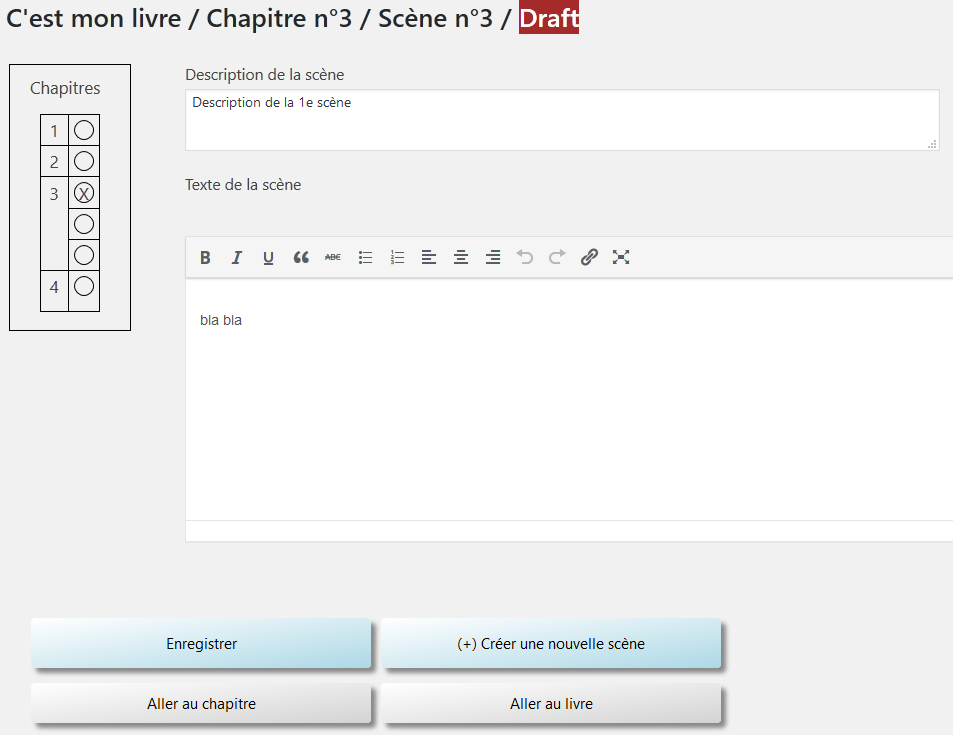 C'est mon livre / Chapitre n°3 / Scène n°3 / Draft
Chapitres
1
2
3 X
4
Description de la scène
Description de la 1e scène
Texte de la scène
B I U ABC
bla bla
Enregistrer
(+) Créer une nouvelle scène
Aller au chapitre
Aller au livre